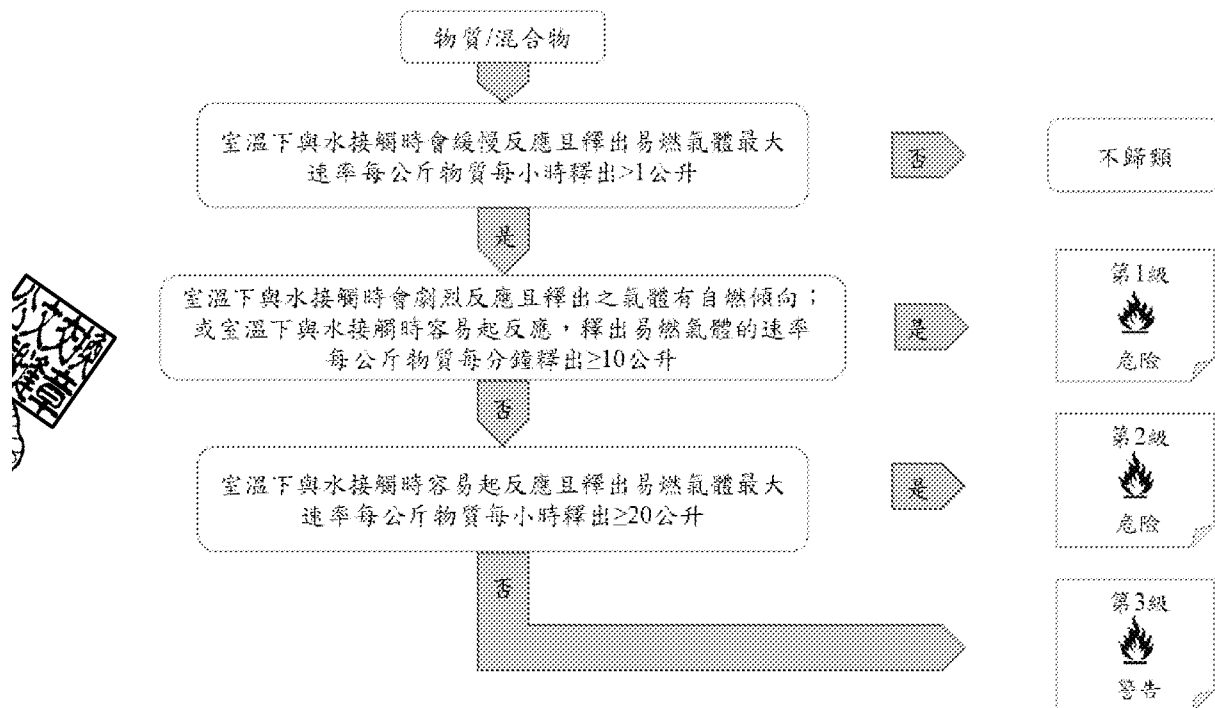 物質/混合物
室溫下與水接觸時會緩慢反應且釋出易燃氣體最大
速率每公斤物質每小時釋出>1公升
否
不歸類
是
室溫下與水接觸時會劇烈反應且釋出之氣體有自燃傾向；
或室溫下與水接觸時容易起反應，釋出易燃氣體的速率
每公斤物質每分鐘釋出≥10公升
是
第1級
危險
否
室溫下與水接觸時容易起反應且釋出易燃氣體最大
速率每公斤物質每小時釋出≥20公升
是
第2級
危險
否
第3級
警告